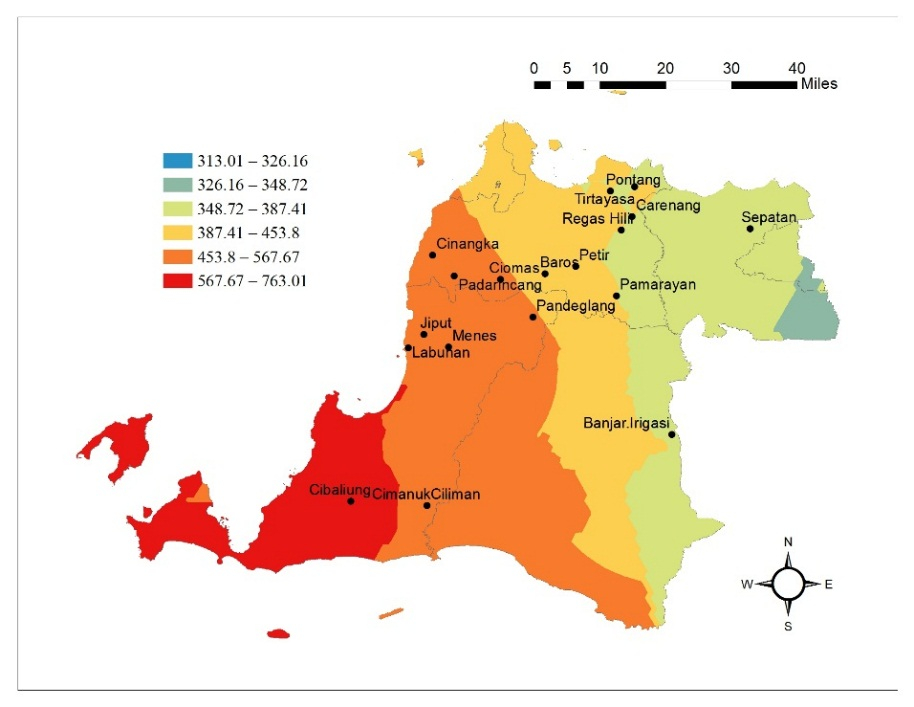 0 5 10 20 30 40
Miles
313.01 – 326.16
326.16 – 348.72
348.72 – 387.41
387.41 – 453.8
453.8 – 567.67
567.67 – 763.01
Pontang
Tirtayasa
Carenang
Regas Hilir
Sepatan
Cinangka
Ciomas
Baros
Petir
Padarincang
Pamarayan
Pandeglang
Jiput
Menes
Labuhan
Banjar.Irigasi
Cibaliung
CimanukCiliman
N
W E
S